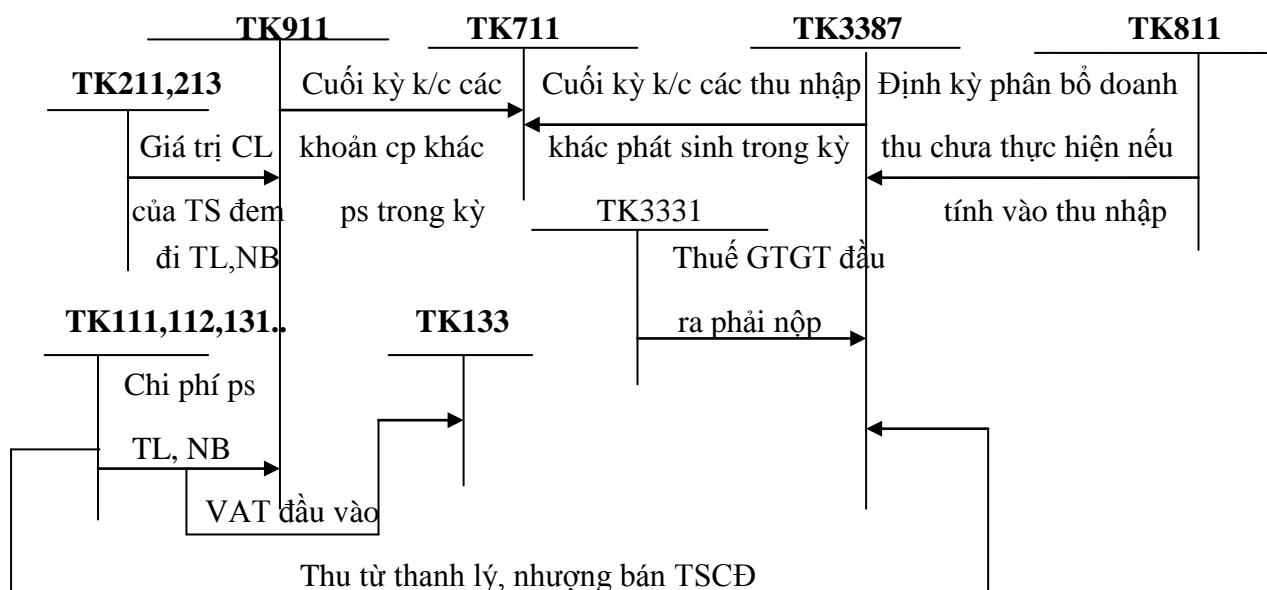 TK911 TK711 TK3387 TK811
TK211,213 Cuối kỳ k/c các Cuối kỳ k/c các thu nhập Định kỳ phân bổ doanh
Giá trị CL khoản cp khác khác phát sinh trong kỳ thu chưa thực hiện nếu
của TS đem ps trong kỳ TK3331 tính vào thu nhập
đi TL,NB Thuế GTGT đầu
TK111,112,131.. TK133 ra phải nộp
Chi phí ps
TL, NB
VAT đầu vào
Thu từ thanh lý, nhượng bán TSCĐ